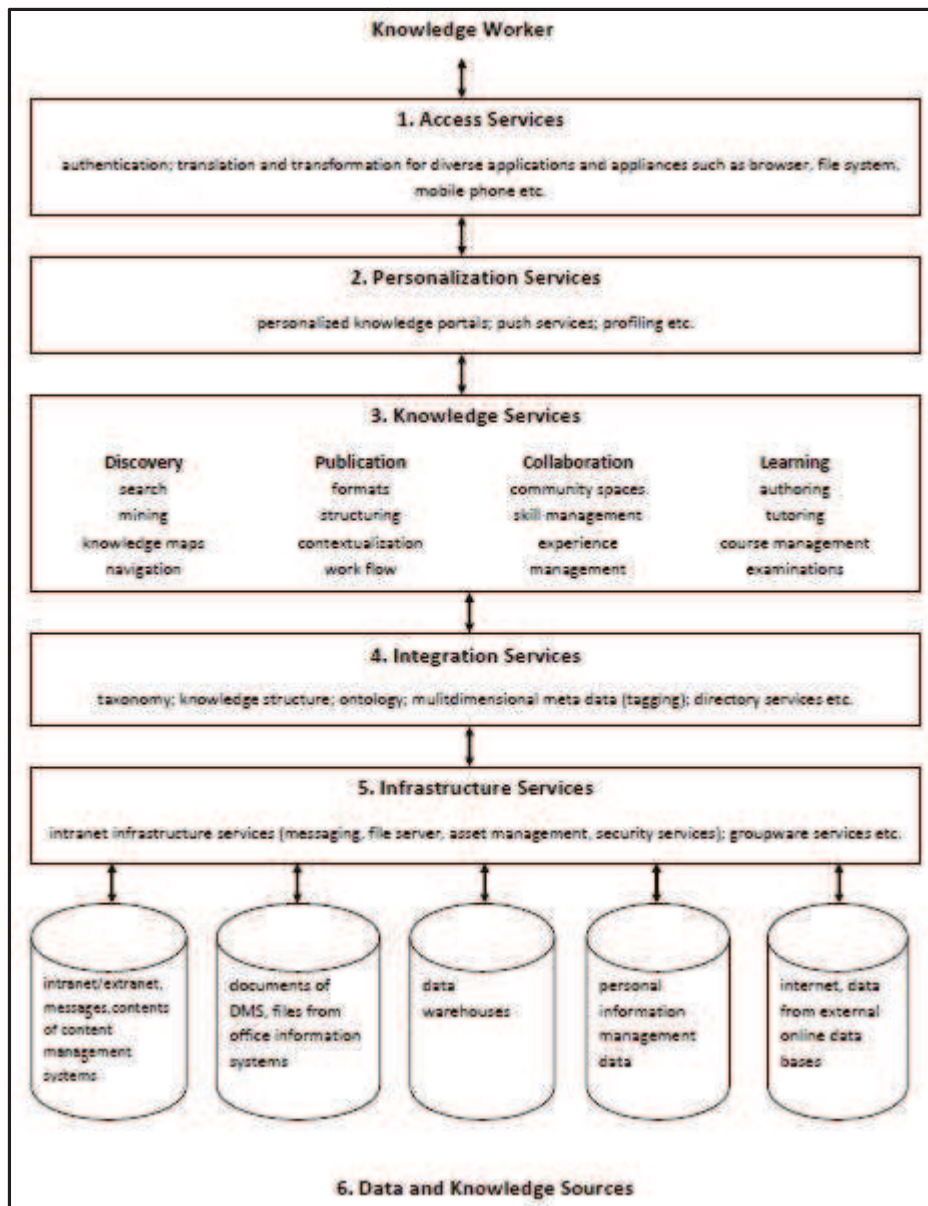 Knowledge Worker
1. Access Services
authentication; translation and transformation for diverse applications and appliances such as browser, file system,
mobile phone etc.
2. Personalization Services
personalized knowledge portals; push services; profiling etc.
3. Knowledge Services
Discovery
search
mining
knowledge maps
navigation
Publication
formats
structuring
contextualization
work flow
Collaboration
community spaces
skill management
experience
management
Learning
authoring
tutoring
course management
examinations
4. Integration Services
taxonomy; knowledge structure; ontology; mulitdimensional meta data (tagging); directory services etc.
5. Infrastructure Services
intranet infrastructure services (messaging, file server, asset management, security services); groupware services etc.
intranet/extranet,
messages,contents
of content
management
systems
documents of
DMS, files from
office information
systems
data
warehouses
personal
information
management
data
internet, data
from external
online data
bases
6. Data and Knowledge Sources